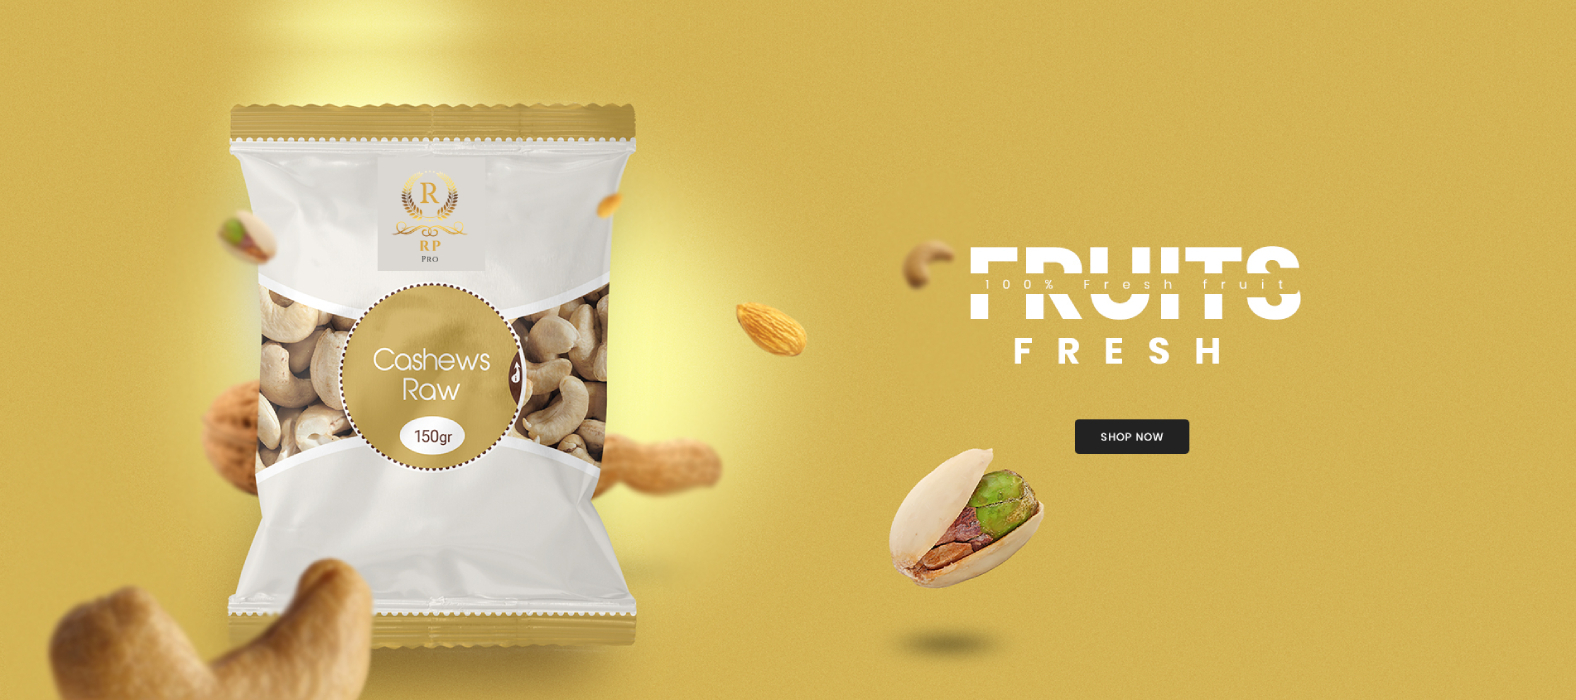 R
RP
PRO
Cashews
Raw
150gr
FRUITS
100% Fresh fruit
FRESH
SHOP NOW